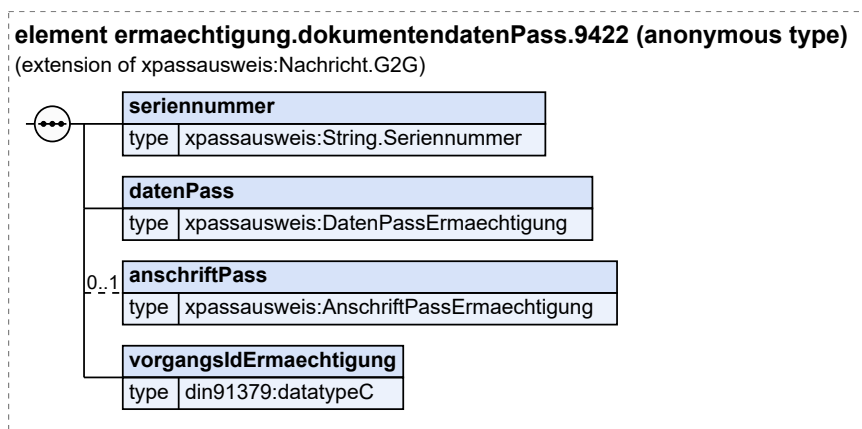 element ermaechtigung.dokumentendatenPass.9422 (anonymous type)
(extension of xpassausweis:Nachricht.G2G)
seriennummer
type xpassausweis:String.Seriennummer
datenPass
type xpassausweis:DatenPassErmaechtigung
0..1 anschriftPass
type xpassausweis:AnschriftPassErmaechtigung
vorgangsIdErmaechtigung
type din91379:datatypeC